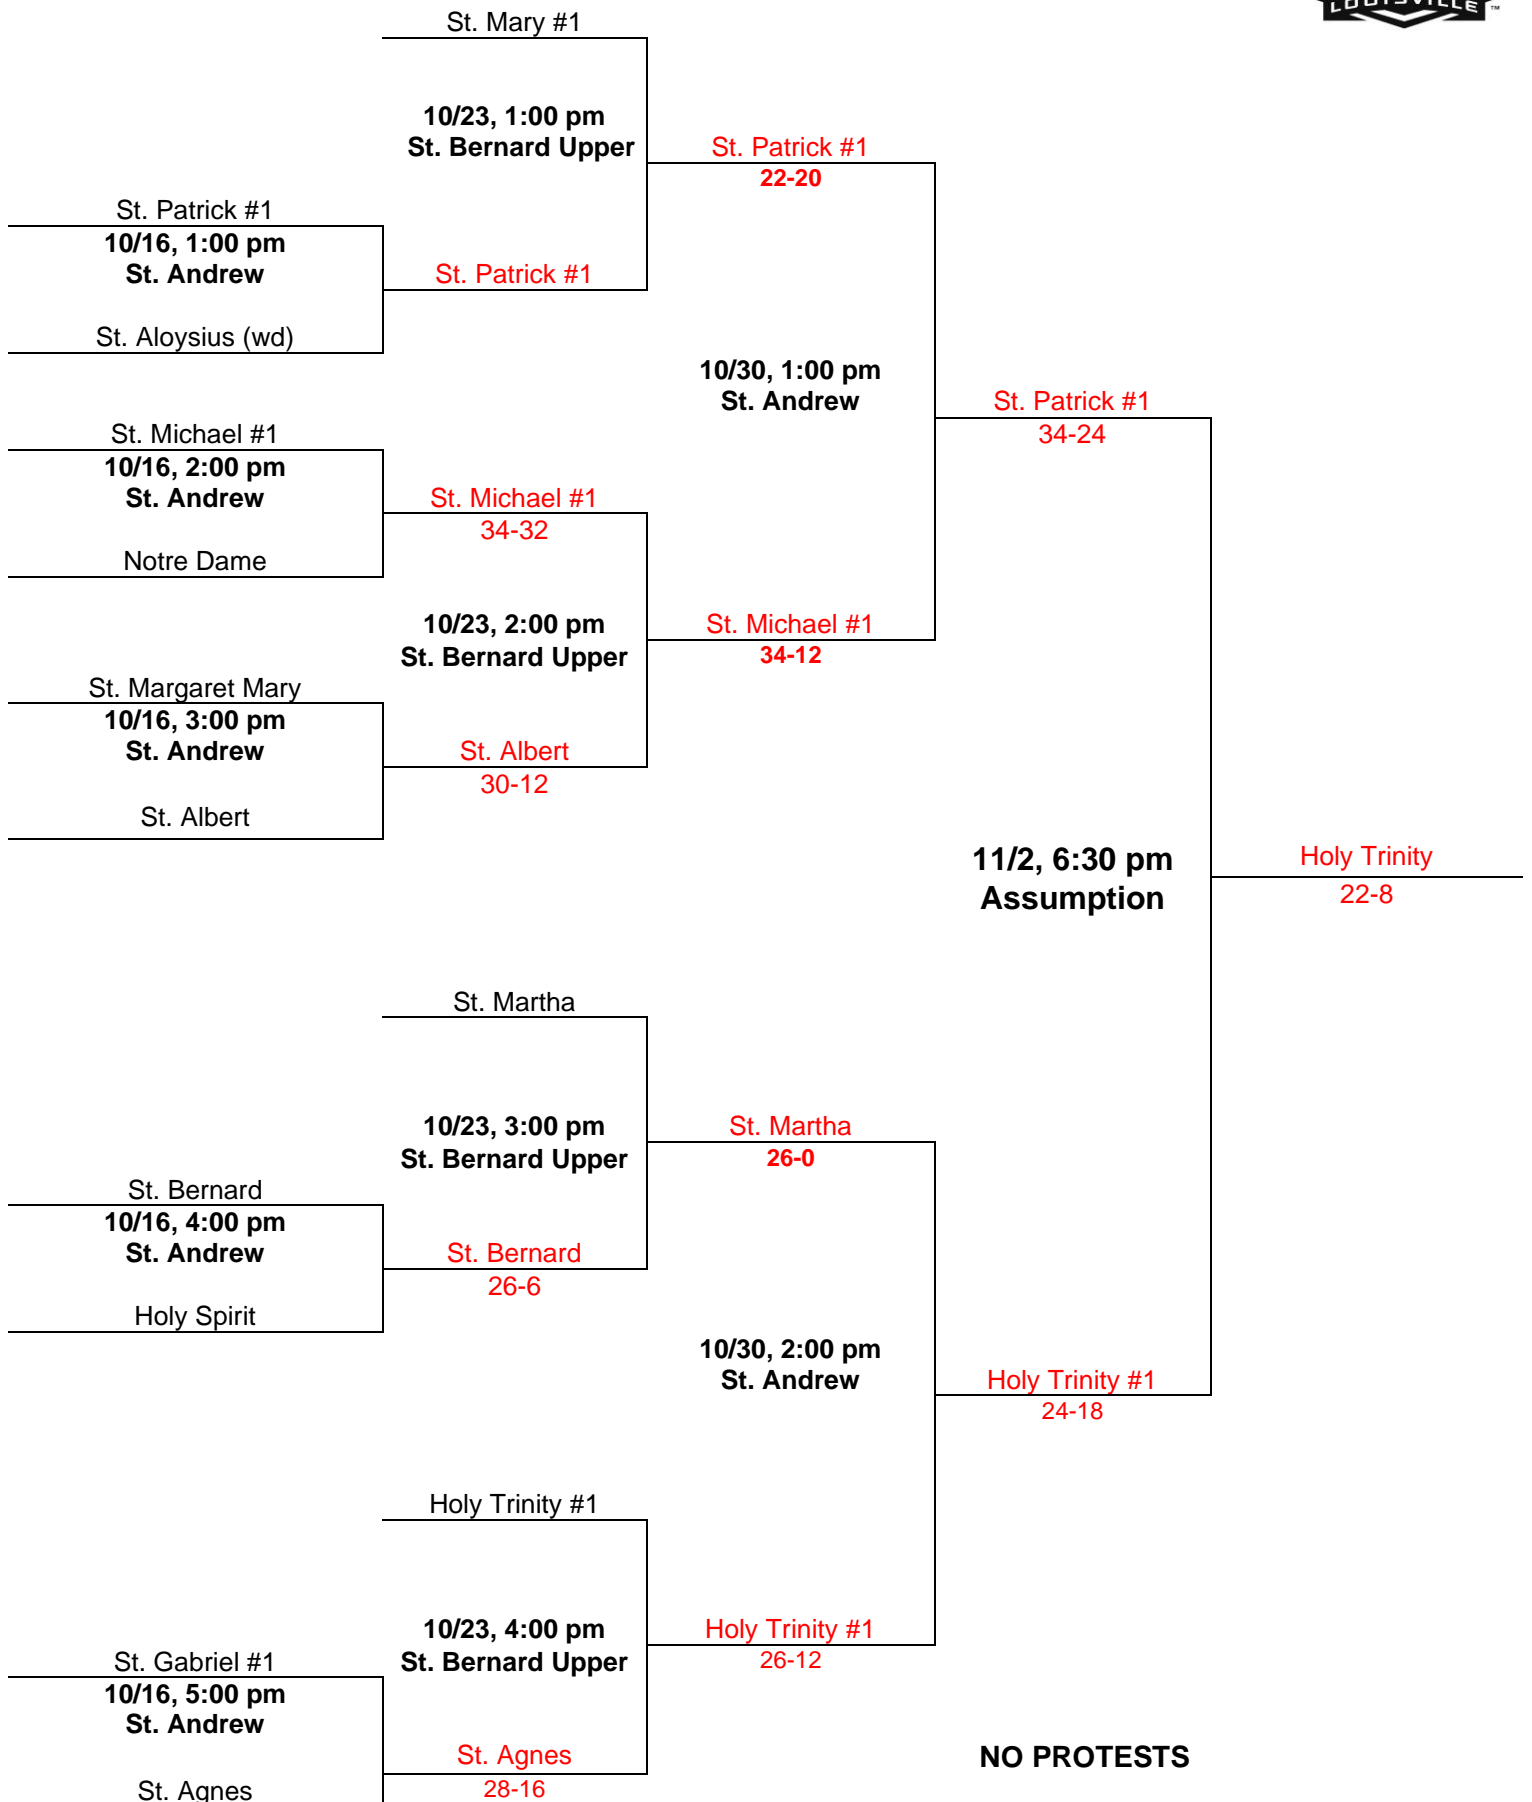 LOUISVILLE ™
St. Mary #1
10/23, 1:00 pm
St. Bernard Upper
St. Patrick #1
22-20
St. Patrick #1
10/16, 1:00 pm
St. Andrew
St. Patrick #1
St. Aloysius (wd)
10/30, 1:00 pm
St. Andrew
St. Patrick #1
34-24
St. Michael #1
10/16, 2:00 pm
St. Andrew
St. Michael #1
34-32
Notre Dame
10/23, 2:00 pm
St. Bernard Upper
St. Michael #1
34-12
St. Margaret Mary
10/16, 3:00 pm
St. Andrew
St. Albert
30-12
St. Albert
11/2, 6:30 pm
Assumption
Holy Trinity
22-8
St. Martha
10/23, 3:00 pm
St. Bernard Upper
St. Martha
26-0
St. Bernard
10/16, 4:00 pm
St. Andrew
St. Bernard
26-6
Holy Spirit
10/30, 2:00 pm
St. Andrew
Holy Trinity #1
24-18
Holy Trinity #1
10/23, 4:00 pm
St. Bernard Upper
Holy Trinity #1
26-12
St. Gabriel #1
10/16, 5:00 pm
St. Andrew
St. Agnes
28-16
NO PROTESTS
St. Agnes